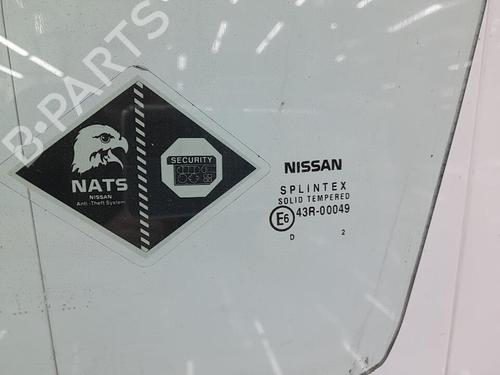 B-PARTS
NATS
NISSAN
Anti-Theft System
SECURITY
NISSAN
SPLINTEX
SOLID TEMPERED
E6 43R-00049
D 2